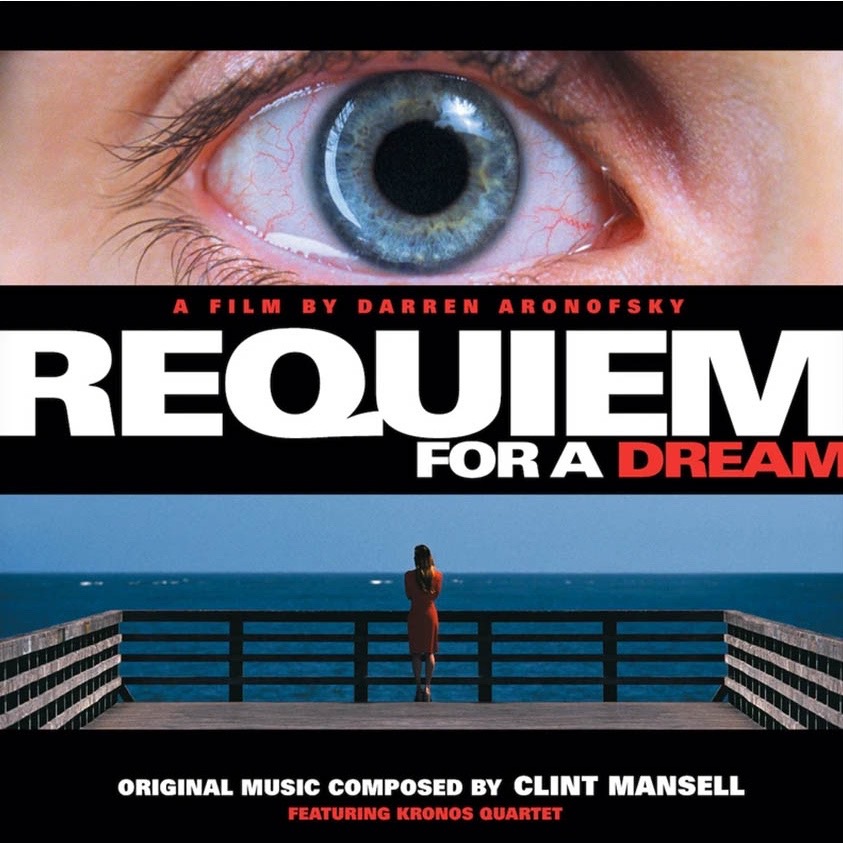 A FILM BY DARREN ARONOFSKY
REQUIEM
FOR A DREAM
ORIGINAL MUSIC COMPOSED BY CLINT MANSELL
FEATURING KRONOS QUARTET